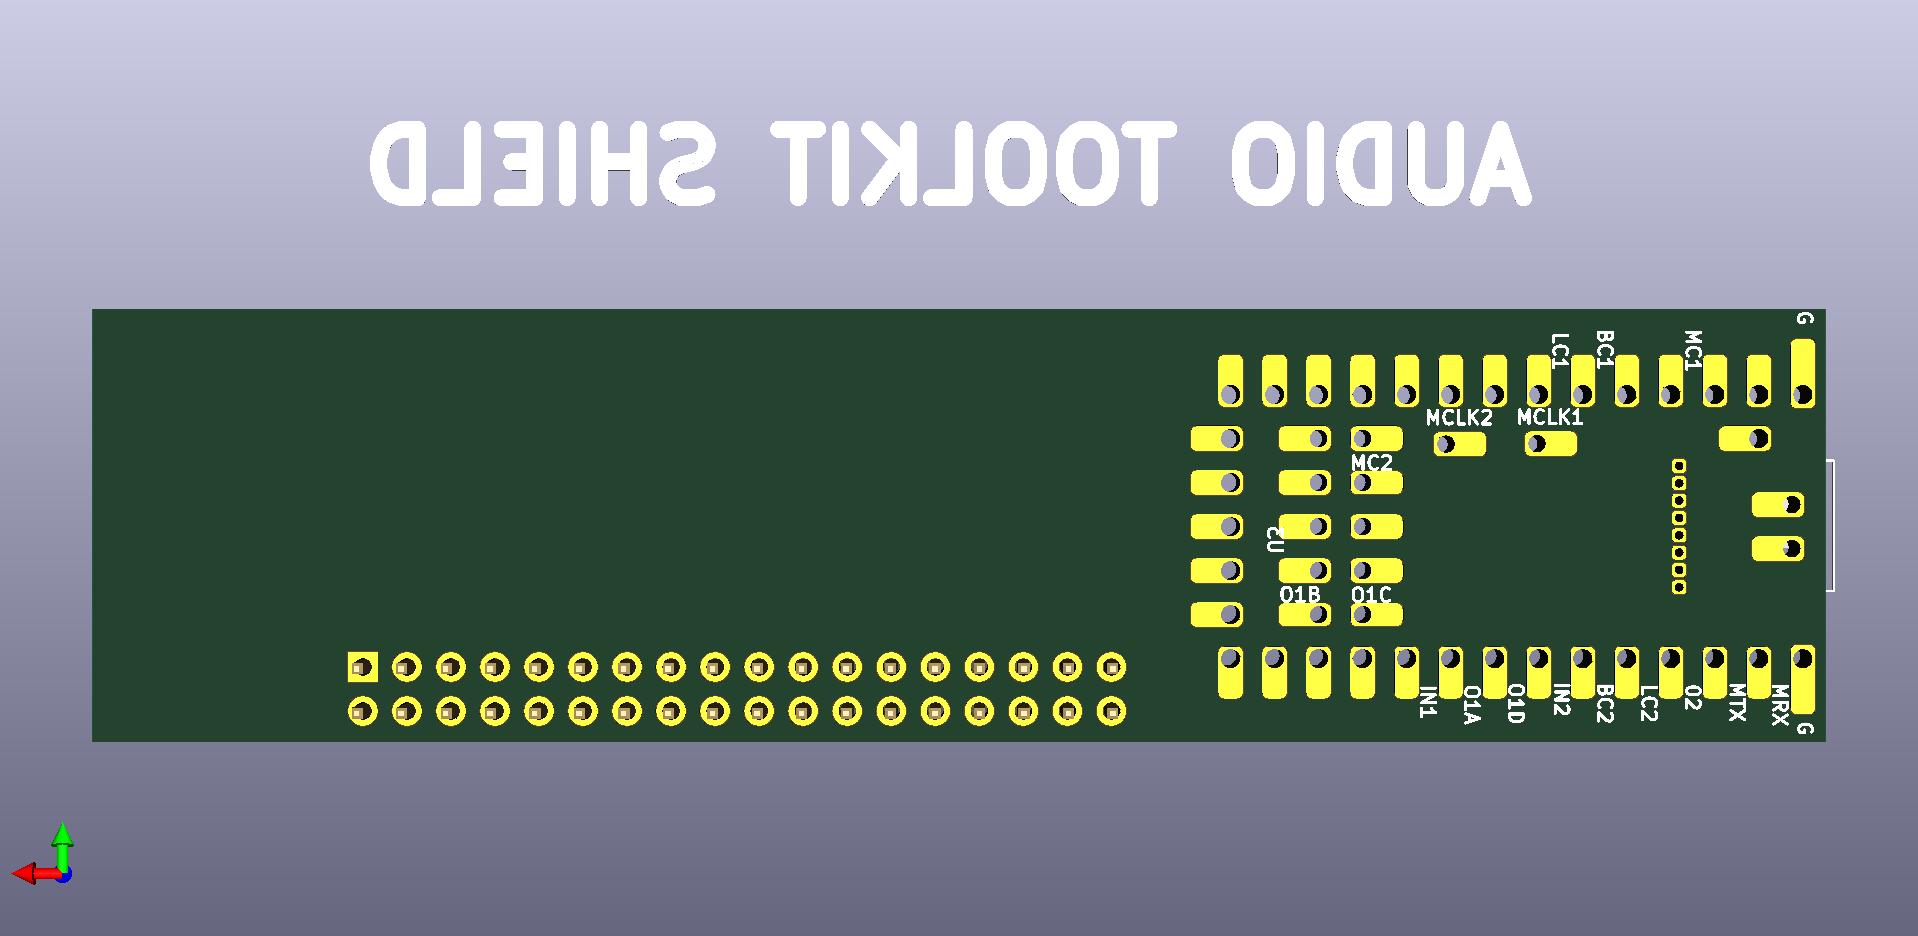 AUDIO TOOLKIT SHIELD
G
LC1
BC1
MC1
MCLK2
MCLK1
MC2
CU
O1B
O1C
IN1
O1A
O1D
IN2
BC2
LC2
O2
MTX
MRX
G